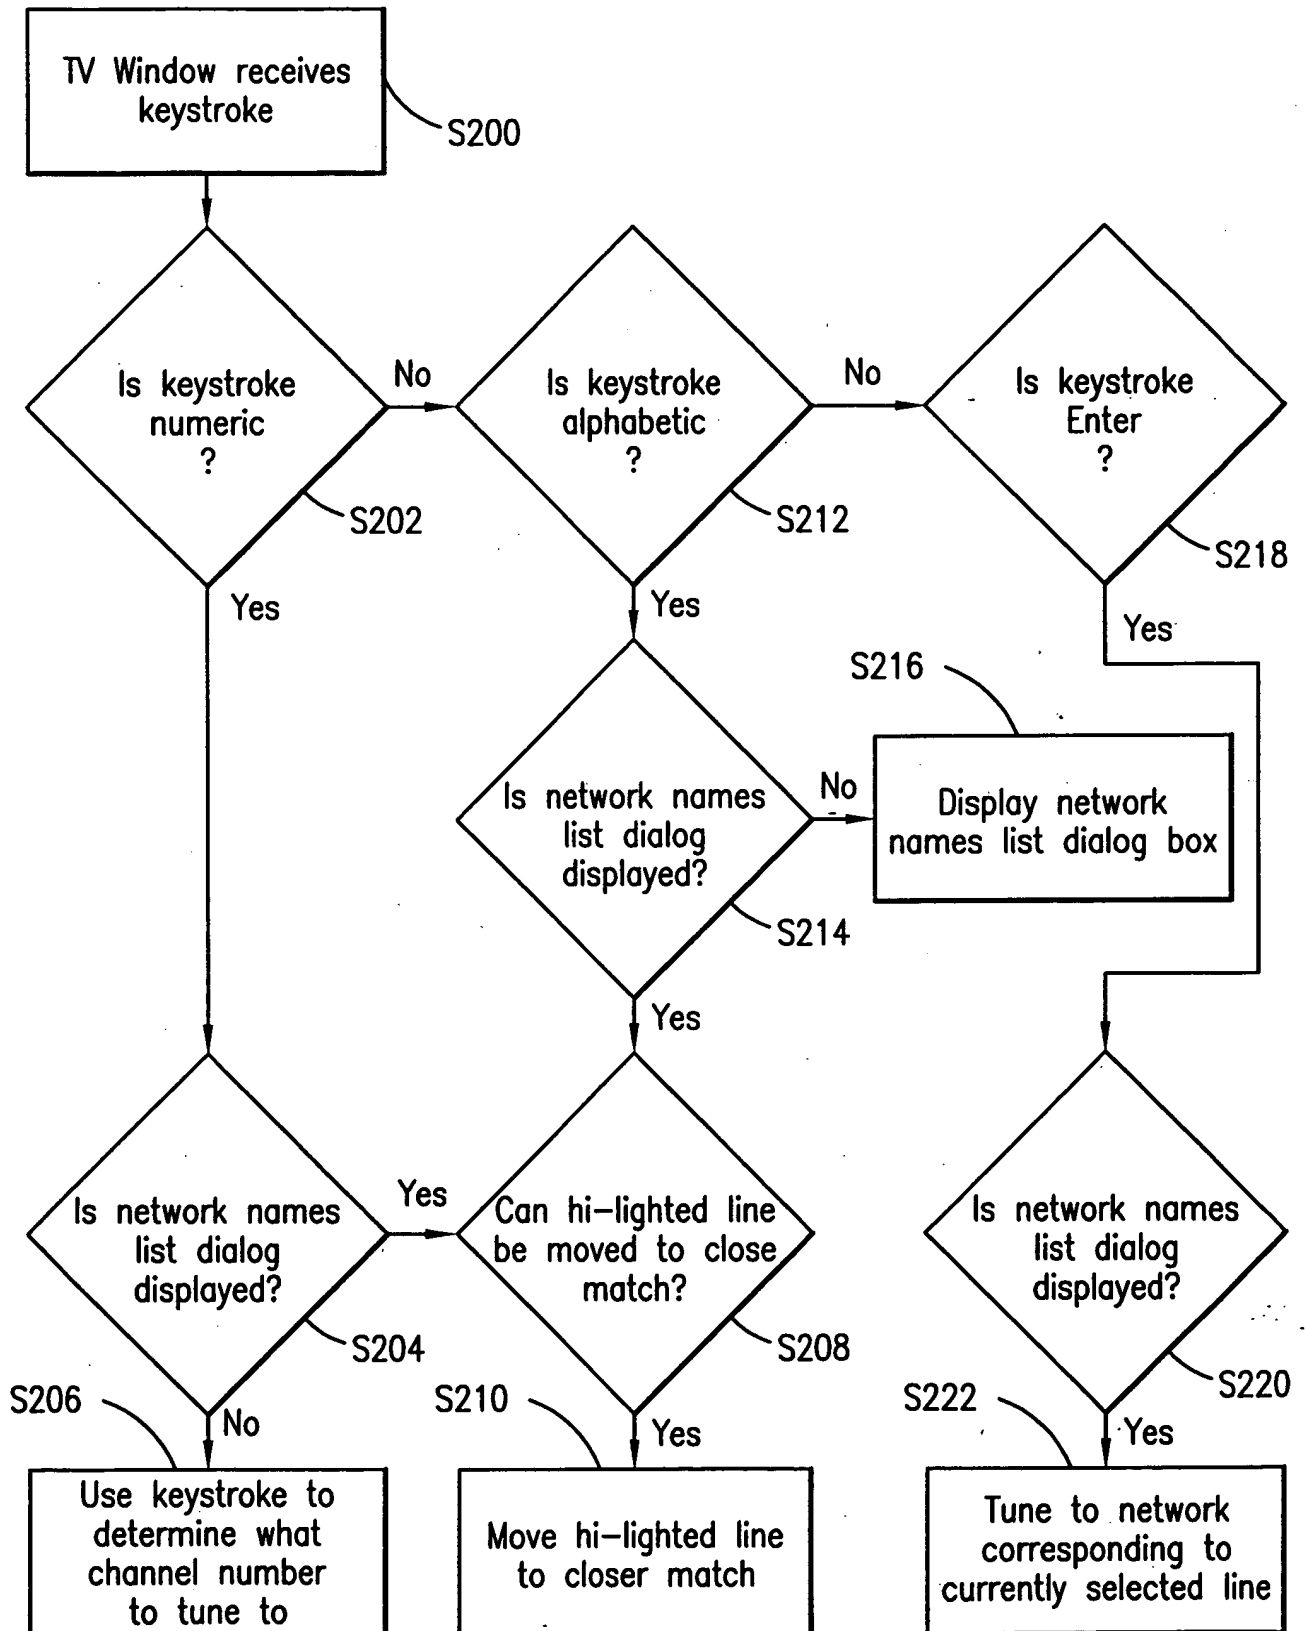 TV Window receives
keystroke
S200
Is keystroke
numeric
?
S202
No
Is keystroke
alphabetic
?
S212
No
Is keystroke
Enter
?
S218
Yes
Yes
Yes
S216
Is network names
list dialog
displayed?
S214
No
Display network
names list dialog box
Yes
Is network names
list dialog
displayed?
S204
Yes
Can hi-lighted line
be moved to close
match?
S208
Is network names
list dialog
displayed?
S220
S206
No
S210
Yes
S222
Yes
Use keystroke to
determine what
channel number
to tune to
Move hi-lighted line
to closer match
Tune to network
corresponding to
currently selected line